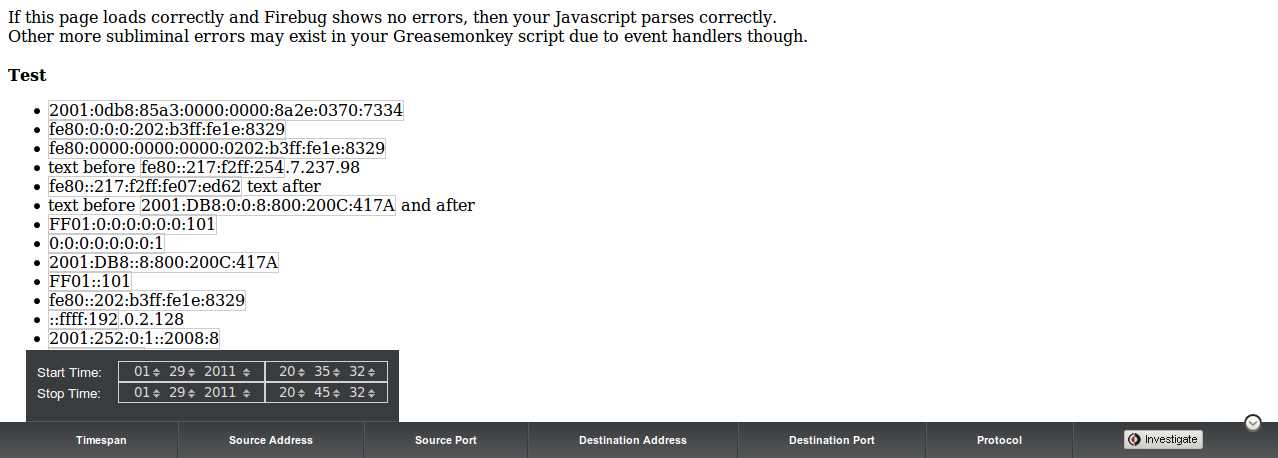 If this page loads correctly and Firebug shows no errors, then your Javascript parses correctly.
Other more subliminal errors may exist in your Greasemonkey script due to event handlers though.
Test
2001:0db8:85a3:0000:0000:8a2e:0370:7334
fe80:0:0:0:202:b3ff:fe1e:8329
fe80:0000:0000:0000:0202:b3ff:fe1e:8329
text before fe80::217:f2ff:254.7.237.98
fe80::217:f2ff:fe07:ed62 text after
text before 2001:DB8:0:0:8:800:200C:417A and after
FF01:0:0:0:0:0:0:101
0:0:0:0:0:0:0:1
2001:DB8::8:800:200C:417A
FF01::101
fe80::202:b3ff:fe1e:8329
::ffff:192.0.2.128
2001:252:0:1::2008:8
Start Time: 01 29 2011 20 35 32
Stop Time: 01 29 2011 20 45 32
Timespan Source Address Source Port Destination Address Destination Port Protocol Investigate